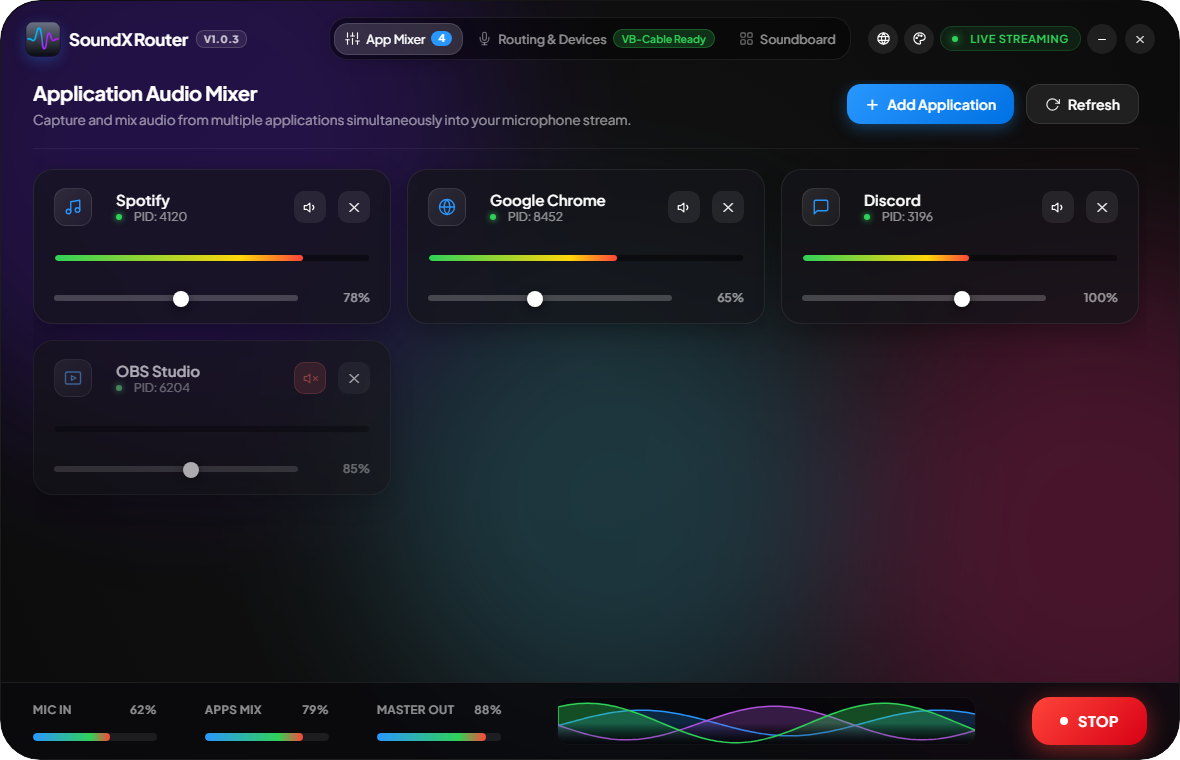 SoundX Router V1.0.3
App Mixer 4
Routing & Devices VB-Cable Ready
Soundboard
LIVE STREAMING
Application Audio Mixer
Capture and mix audio from multiple applications simultaneously into your microphone stream.
Add Application
Refresh
Spotify
PID: 4120
78%
Google Chrome
PID: 8452
65%
Discord
PID: 3196
100%
OBS Studio
PID: 6204
85%
MIC IN 62%
APPS MIX 79%
MASTER OUT 88%
STOP